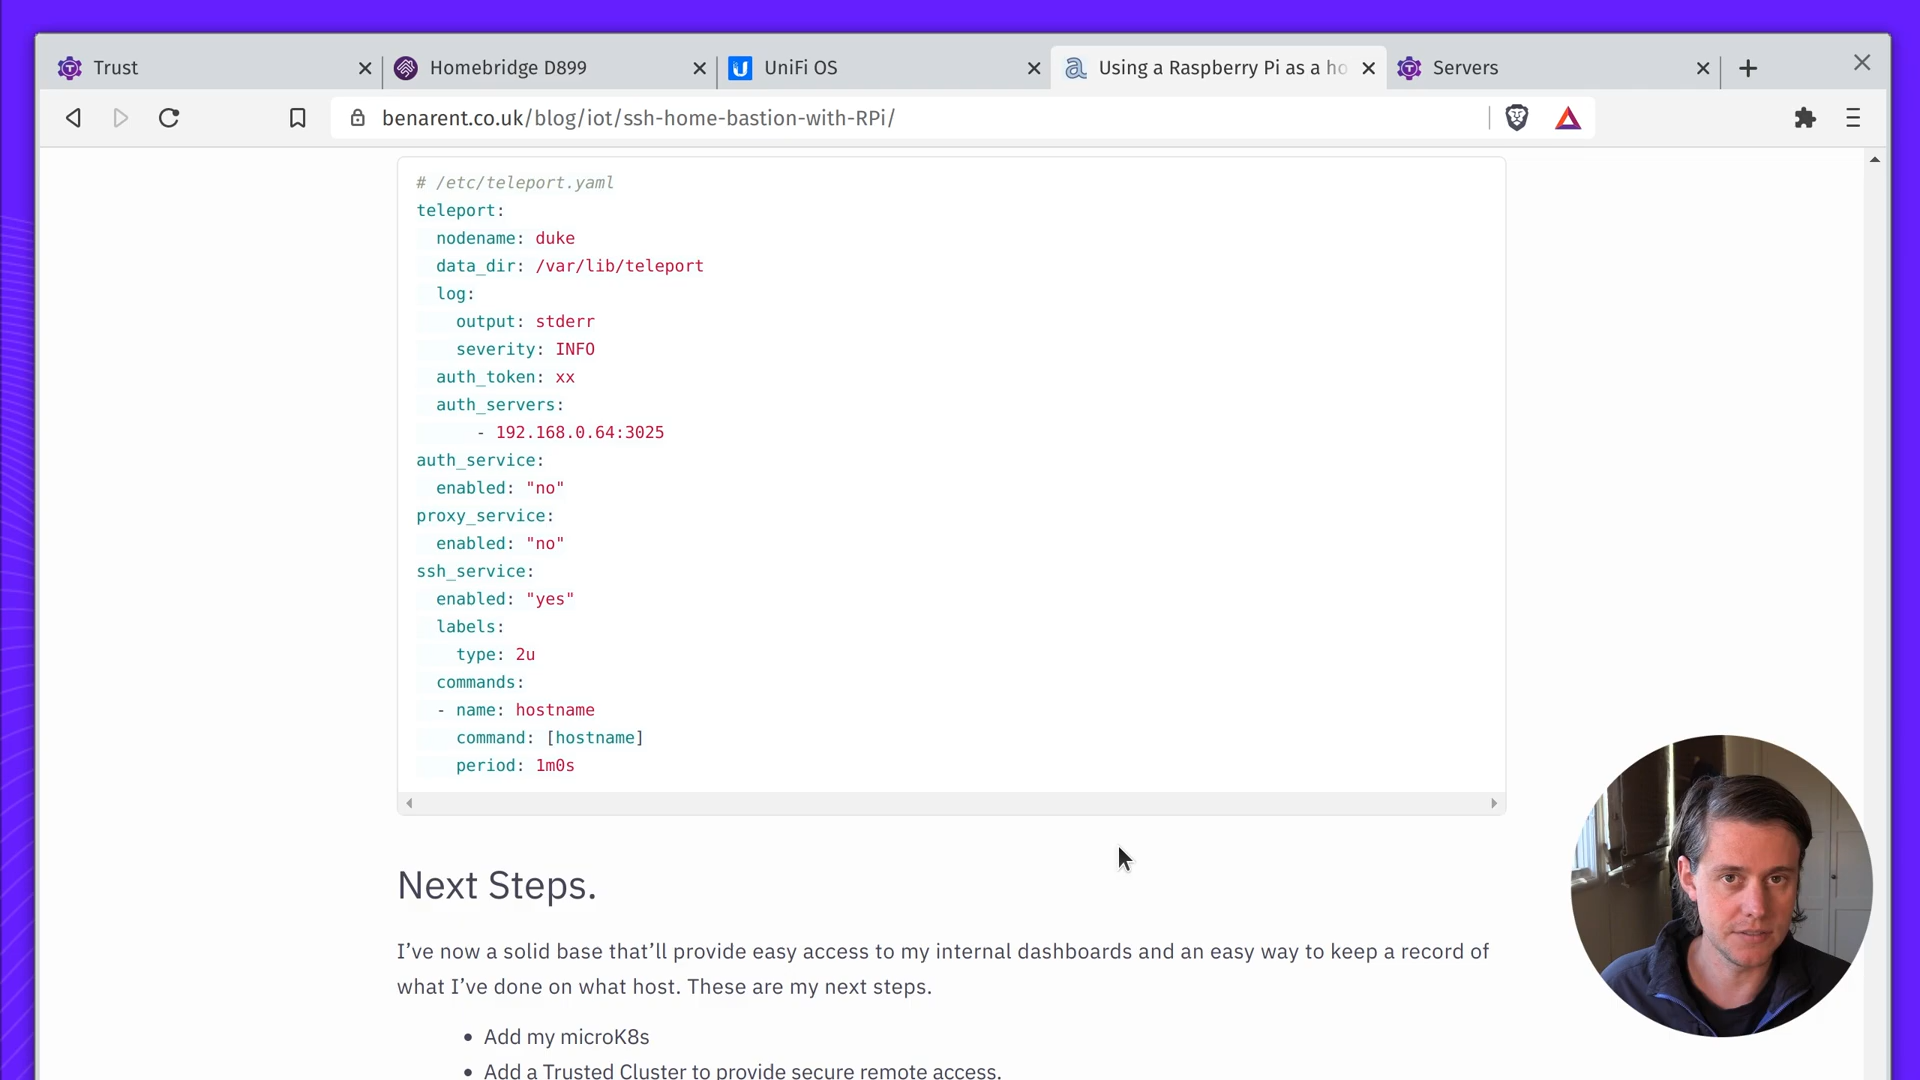 Trust
Homebridge D899
UniFi OS
Using a Raspberry Pi as a ho
Servers
benarent.co.uk/blog/iot/ssh-home-bastion-with-RPi/
# /etc/teleport.yaml
teleport:
nodename: duke
data_dir: /var/lib/teleport
log:
output: stderr
severity: INFO
auth_token: xx
auth_servers:
- 192.168.0.64:3025
auth_service:
enabled: "no"
proxy_service:
enabled: "no"
ssh_service:
enabled: "yes"
labels:
type: 2u
commands:
- name: hostname
command: [hostname]
period: 1m0s
Next Steps.
I’ve now a solid base that’ll provide easy access to my internal dashboards and an easy way to keep a record of
what I’ve done on what host. These are my next steps.
• Add my microK8s
• Add a Trusted Cluster to provide secure remote access.